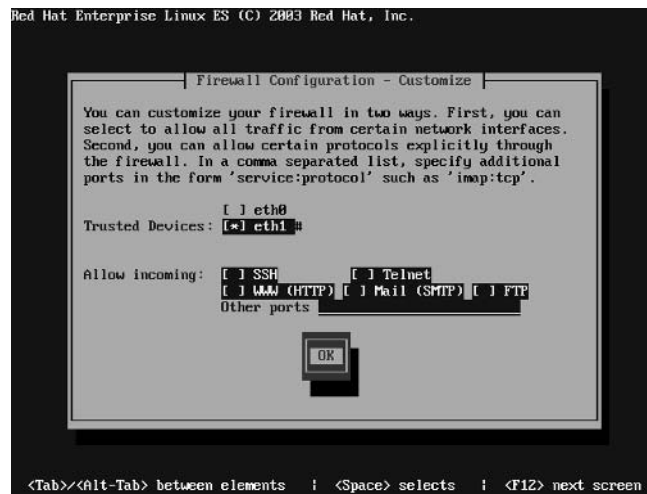 Red Hat Enterprise Linux ES (C) 2003 Red Hat, Inc.
Firewall Configuration - Customize
You can customize your firewall in two ways. First, you can
select to allow all traffic from certain network interfaces.
Second, you can allow certain protocols explicitly through
the firewall. In a comma separated list, specify additional
ports in the form 'service:protocol' such as 'imap:tcp'.
[ ] eth0
Trusted Devices: [*] eth1 #
Allow incoming: [ ] SSH [ ] Telnet
[ ] WWW (HTTP) [ ] Mail (SMTP) [ ] FTP
Other ports
OK
<Tab>/<Alt-Tab> between elements | <Space> selects | <F12> next screen